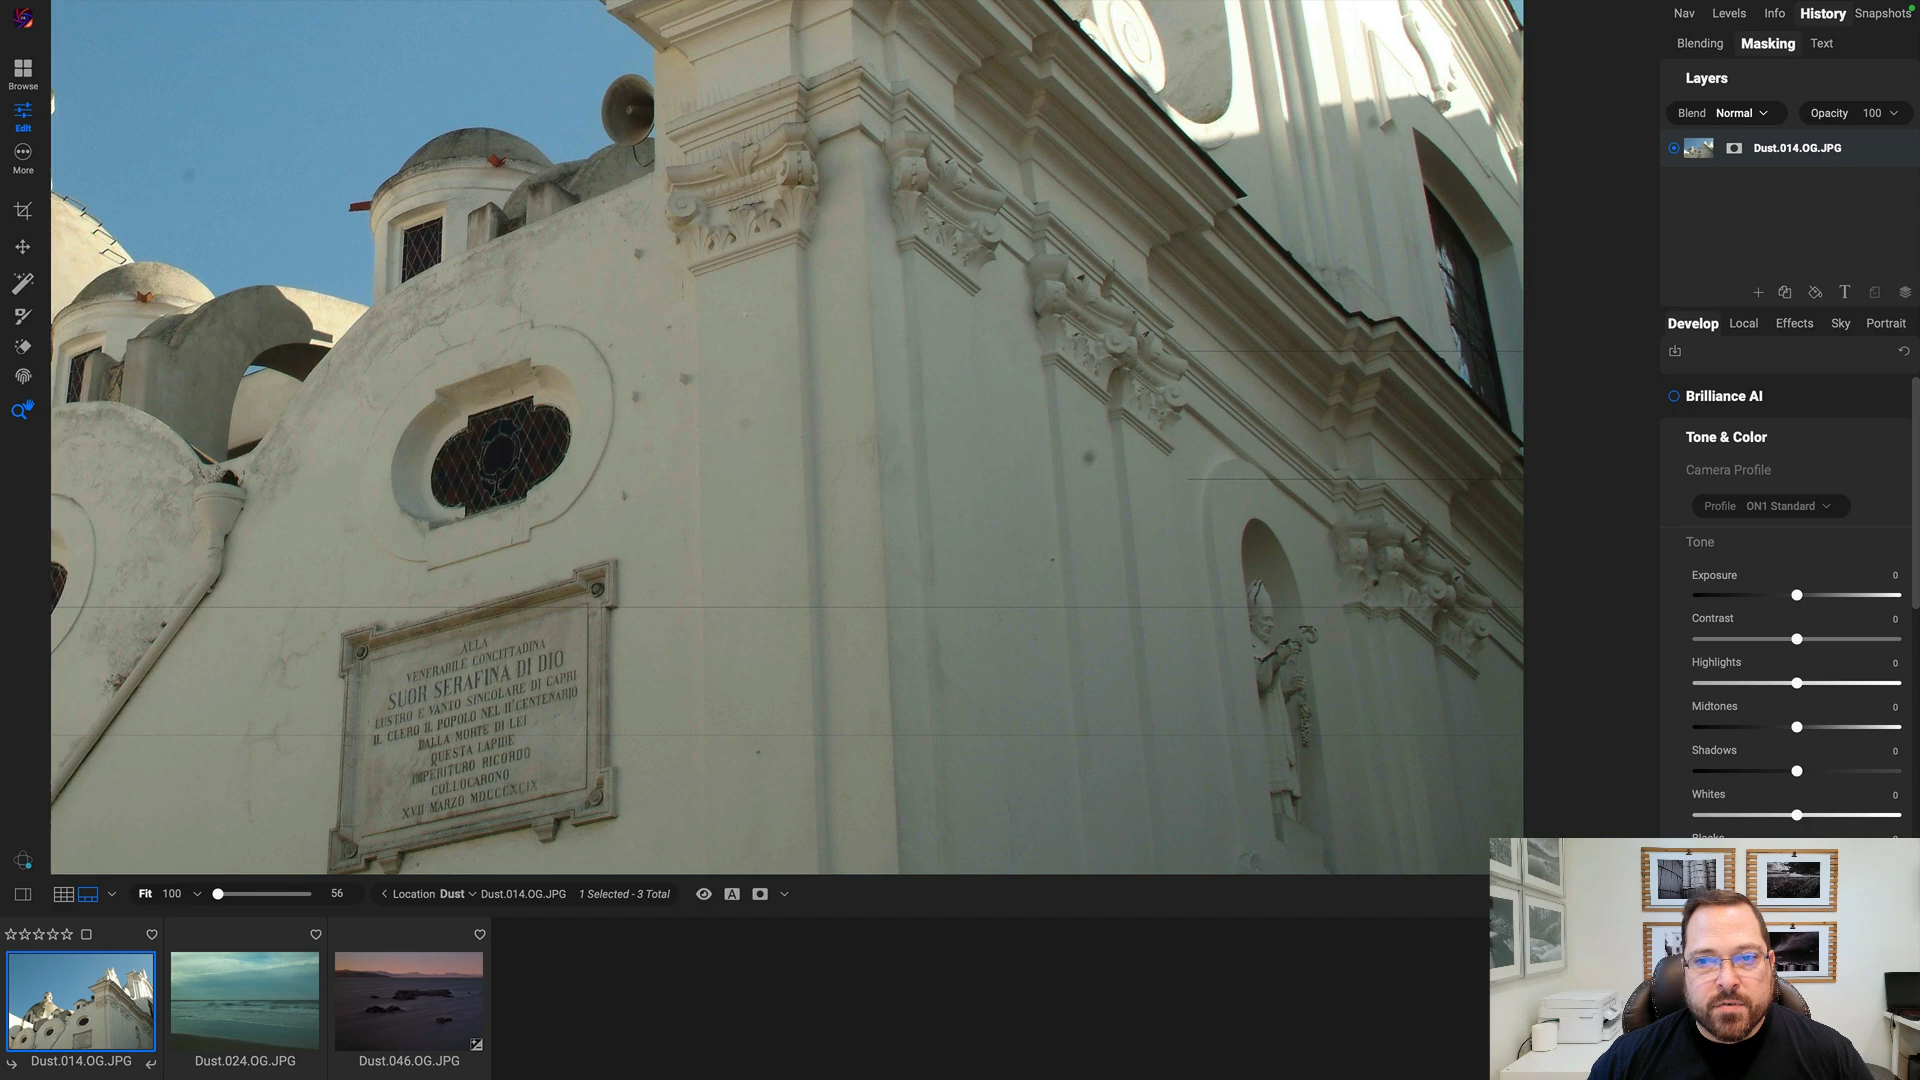 Nav Levels Info History Snapshots
Blending Masking Text
Layers
Blend Normal Opacity 100
Dust.014.OG.JPG
T
Develop Local Effects Sky Portrait
Brilliance AI
Tone & Color
Camera Profile
Profile ON1 Standard
Tone
Exposure 0
Contrast 0
Highlights 0
Midtones 0
Shadows 0
Whites 0
Browse
Edit
More
ALLA
VENERABILE CONCITTADINA
SUOR SERAFINA DI DIO
LUSTRO E VANTO SINGOLARE DI CAPRI
IL CLERO IL POPOLO NEL II° CENTENARIO
DALLA MORTE DI LEI
QUESTA LAPIDE
IMPERITURO RICORDO
COLLOCARONO
XVII MARZO MDCCCXCIX
Fit 100 56 Location Dust Dust.014.OG.JPG 1 Selected - 3 Total A
Dust.014.OG.JPG Dust.024.OG.JPG Dust.046.OG.JPG